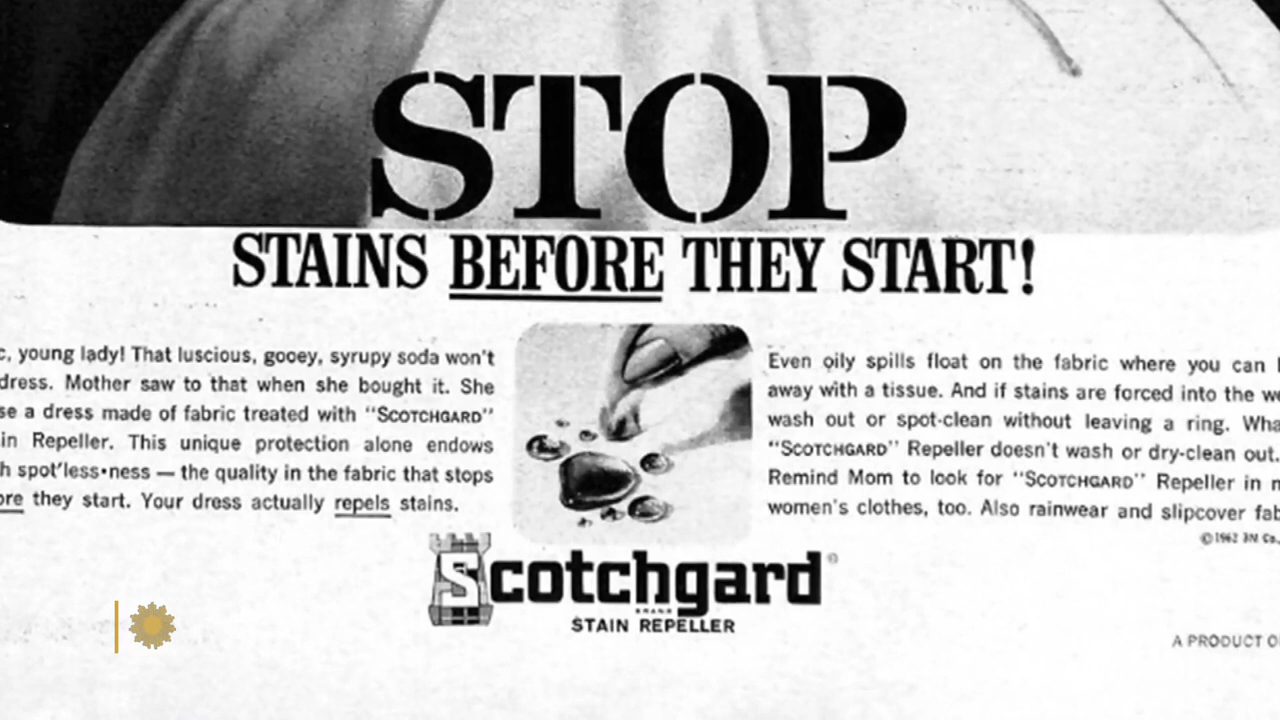 STOP
STAINS BEFORE THEY START!
young lady! That luscious, gooey, syrupy soda won't
dress. Mother saw to that when she bought it. She
a dress made of fabric treated with "SCOTCHGARD"
in Repeller. This unique protection alone endows
spot'less•ness — the quality in the fabric that stops
they start. Your dress actually repels stains.
Even oily spills float on the fabric where you can
away with a tissue. And if stains are forced into the
wash out or spot-clean without leaving a ring.
"SCOTCHGARD" Repeller doesn't wash or dry-clean out.
Remind Mom to look for "SCOTCHGARD" Repeller in
women's clothes, too. Also rainwear and slipcover
©1962 3M Co.,
Scotchgard®
BRAND
STAIN REPELLER
A PRODUCT